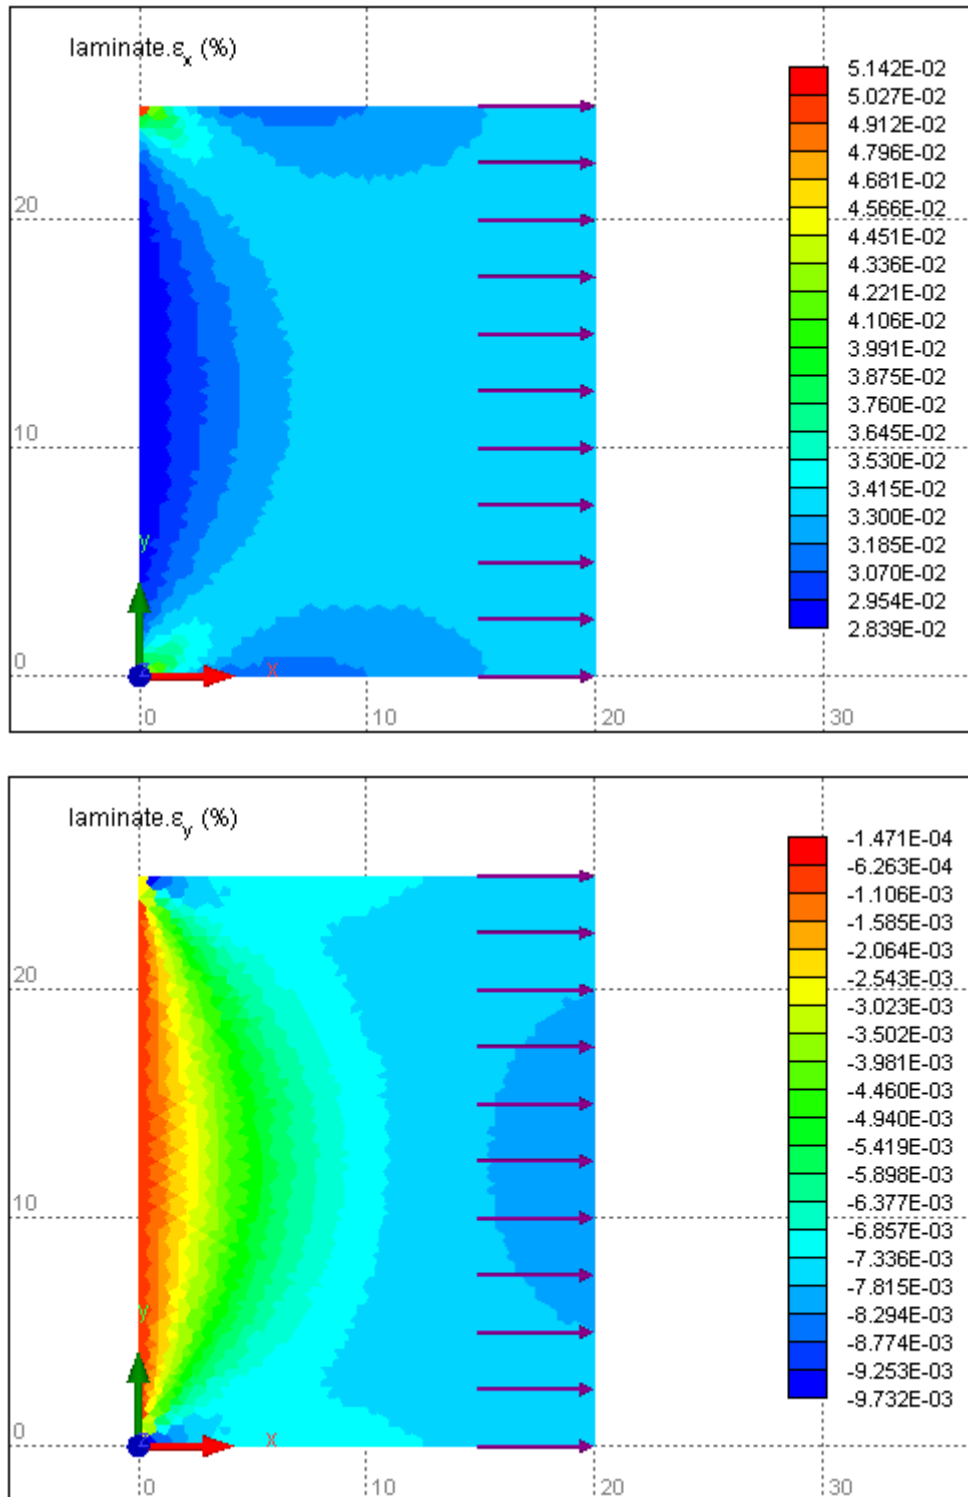 laminate.εx (%)
5.142E-02
5.027E-02
4.912E-02
4.796E-02
4.681E-02
4.566E-02
4.451E-02
4.336E-02
4.221E-02
4.106E-02
3.991E-02
3.875E-02
3.760E-02
3.645E-02
3.530E-02
3.415E-02
3.300E-02
3.185E-02
3.070E-02
2.954E-02
2.839E-02
20
10
y
0
z x
0 10 20 30
laminate.εy (%)
-1.471E-04
-6.263E-04
-1.106E-03
-1.585E-03
-2.064E-03
-2.543E-03
-3.023E-03
-3.502E-03
-3.981E-03
-4.460E-03
-4.940E-03
-5.419E-03
-5.898E-03
-6.377E-03
-6.857E-03
-7.336E-03
-7.815E-03
-8.294E-03
-8.774E-03
-9.253E-03
-9.732E-03
20
10
y
0
z x
0 10 20 30